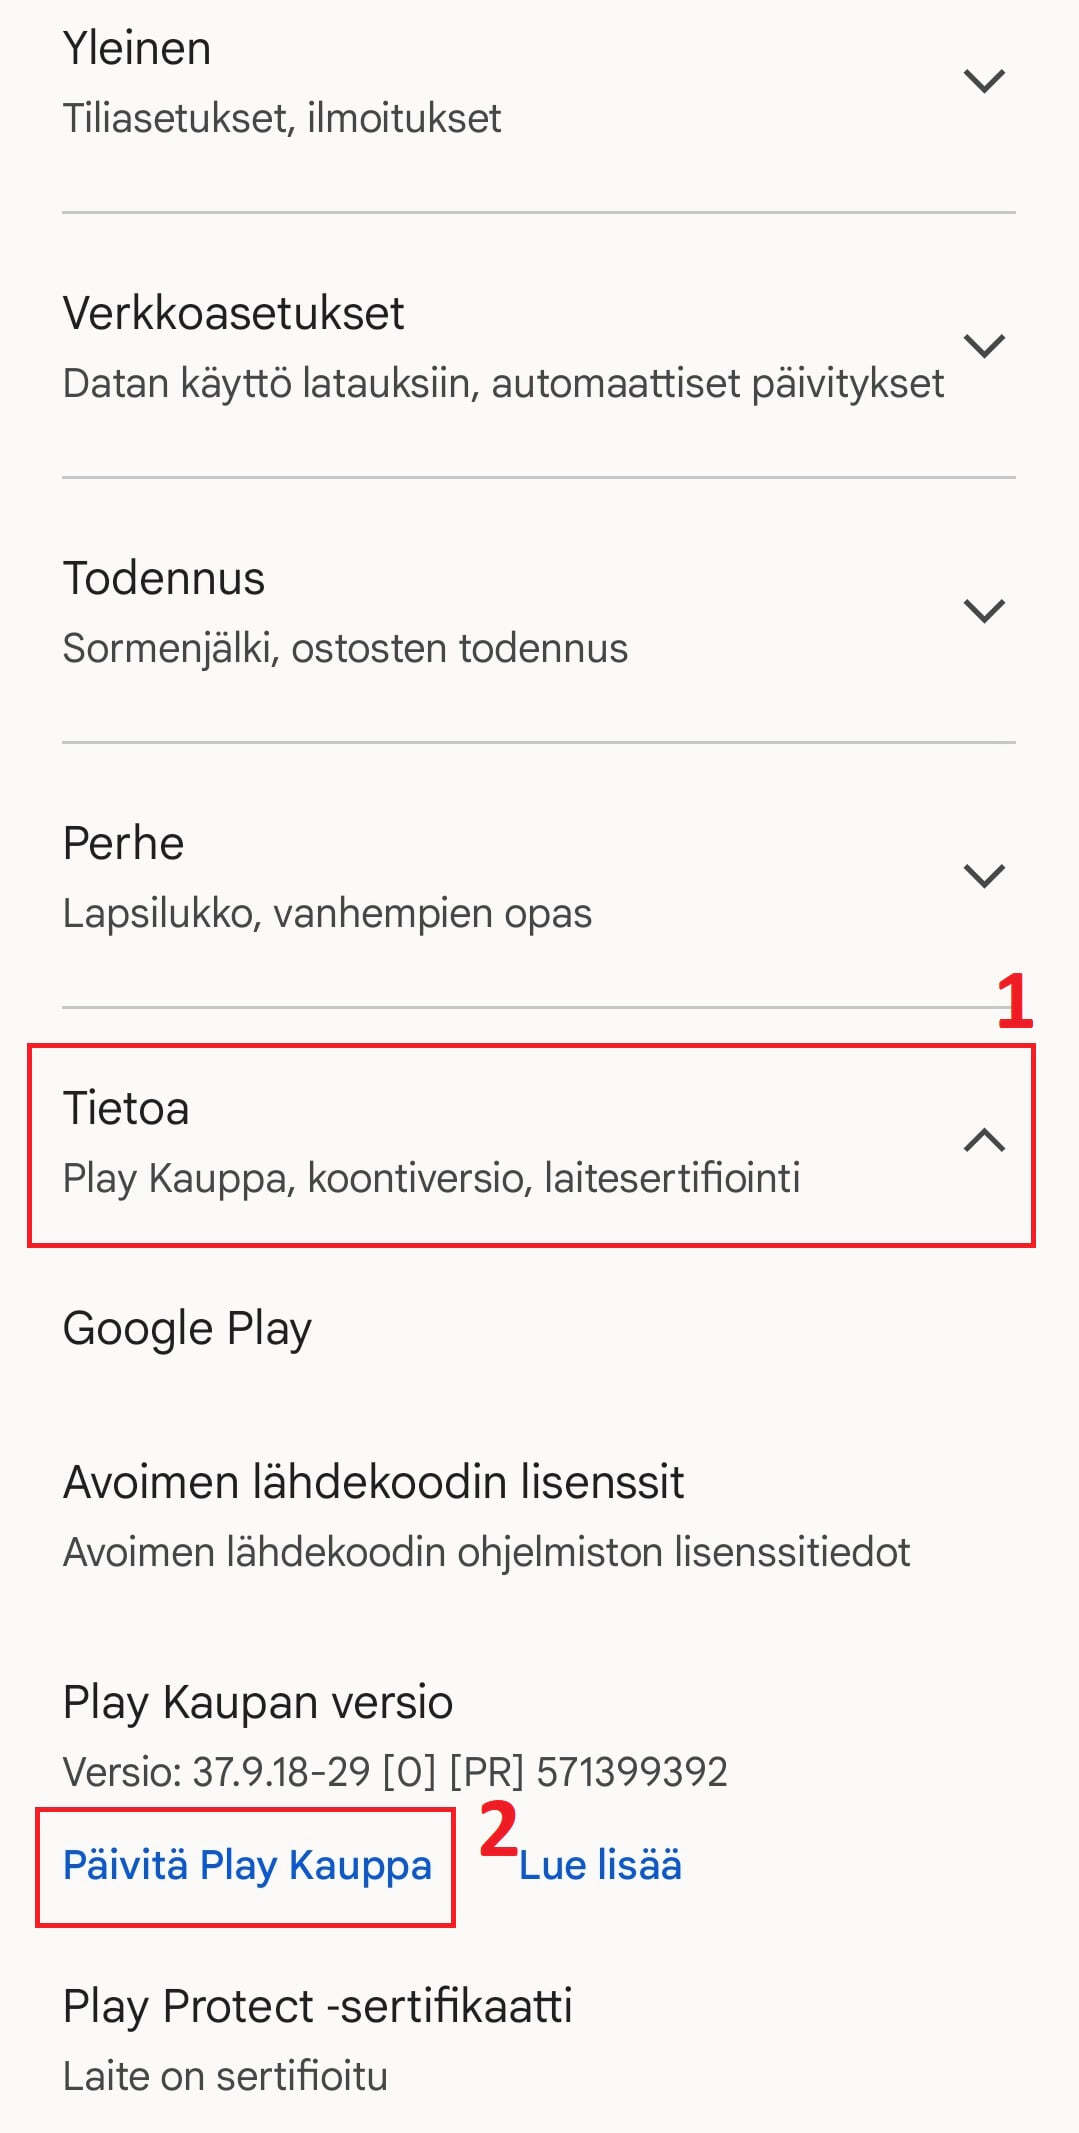 Yleinen
Tiliasetukset, ilmoitukset
Verkkoasetukset
Datan käyttö latauksiin, automaattiset päivitykset
Todennus
Sormenjälki, ostosten todennus
Perhe
Lapsilukko, vanhempien opas
1
Tietoa
Play Kauppa, koontiversio, laitesertifiointi
Google Play
Avoimen lähdekoodin lisenssit
Avoimen lähdekoodin ohjelmiston lisenssitiedot
Play Kaupan versio
Versio: 37.9.18-29 [0] [PR] 571399392
Päivitä Play Kauppa 2 Lue lisää
Play Protect -sertifikaatti
Laite on sertifioitu